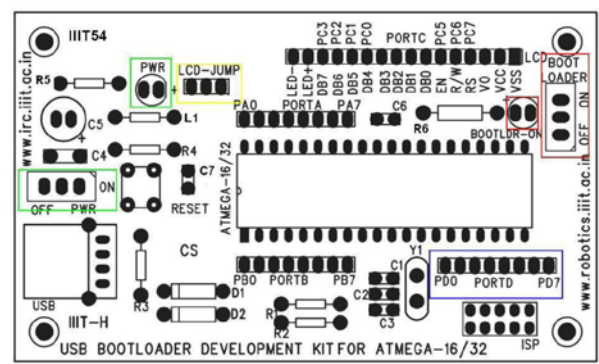 IIIT54
www.irc.iiit.ac.in
R5
PWR
+
LCD-JUMP
PC3
PC2
PC1
PC0
PORTC
PC5
PC6
PC7
LCD
LED-
LED+
DB7
DB6
DB5
DB4
DB3
DB2
DB1
DB0
EN
R/W
RS
V0
VCC
VSS
BOOT
LOADER
ON
OFF
+
BOOTLDR-ON
C5
+
L1
C4
R4
PA0 PORTA PA7
C6
R6
ON
OFF PWR
C7
RESET
ATMEGA-16/32
www.robotics.iiit.ac.in
CS
USB
IIIT-H
R3
D1
D2
PB0 PORTB PB7
R1
R2
C1
C2
C3
Y1
PD0 PORTD PD7
ISP
USB BOOTLOADER DEVELOPMENT KIT FOR ATMEGA-16/32